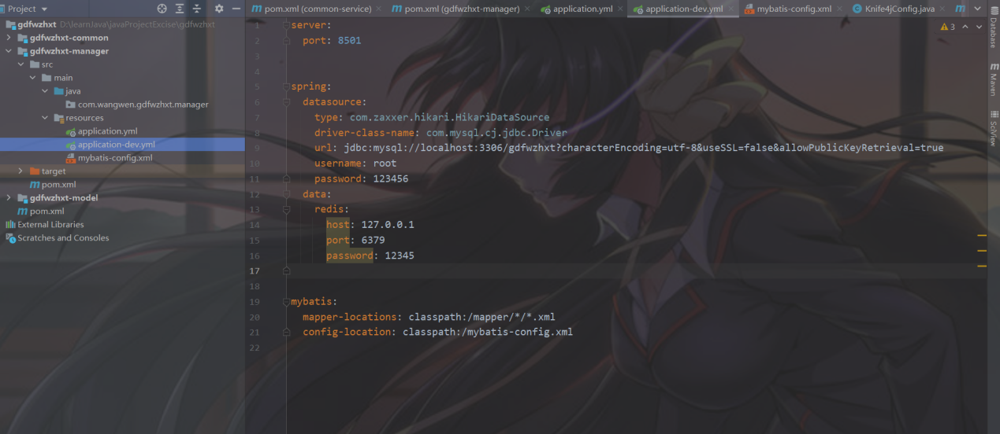 Project
pom.xml (common-service)
pom.xml (gdfwzhxt-manager)
application.yml
application-dev.yml
mybatis-config.xml
Knife4jConfig.java
gdfwzhxt D:\learnJava\javaProjectExcise\gdfwzhxt
gdfwzhxt-common
gdfwzhxt-manager
src
main
java
com.wangwen.gdfwzhxt.manager
resources
application.yml
application-dev.yml
mybatis-config.xml
target
pom.xml
gdfwzhxt-model
pom.xml
External Libraries
Scratches and Consoles
1 server:
2 port: 8501
3
4
5 spring:
6 datasource:
7 type: com.zaxxer.hikari.HikariDataSource
8 driver-class-name: com.mysql.cj.jdbc.Driver
9 url: jdbc:mysql://localhost:3306/gdfwzhxt?characterEncoding=utf-8&useSSL=false&allowPublicKeyRetrieval=true
10 username: root
11 password: 123456
12 data:
13 redis:
14 host: 127.0.0.1
15 port: 6379
16 password: 12345
17
18
19 mybatis:
20 mapper-locations: classpath:/mapper/*/*.xml
21 config-location: classpath:/mybatis-config.xml
22
3
Database
Maven
SciView